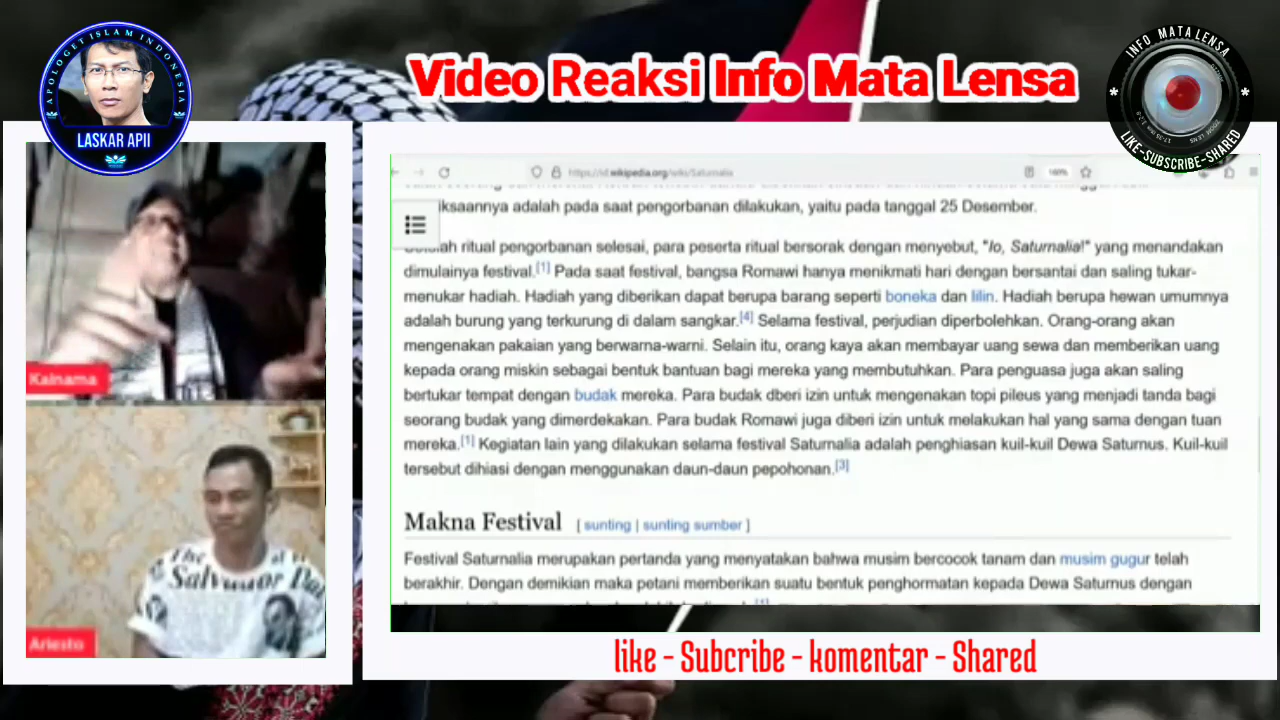 APOLOGET ISLAM INDONESIA
LASKAR APII
Video Reaksi Info Mata Lensa
INFO MATA LENSA
LIKE-SUBSCRIBE-SHARED
https://id.wikipedia.org/wiki/Saturnalia
160%
iksaannya adalah pada saat pengorbanan dilakukan, yaitu pada tanggal 25 Desember.
ah ritual pengorbanan selesai, para peserta ritual bersorak dengan menyebut, "Io, Saturnalia!" yang menandakan
dimulainya festival.[1] Pada saat festival, bangsa Romawi hanya menikmati hari dengan bersantai dan saling tukar-
menukar hadiah. Hadiah yang diberikan dapat berupa barang seperti boneka dan lilin. Hadiah berupa hewan umumnya
adalah burung yang terkurung di dalam sangkar.[4] Selama festival, perjudian diperbolehkan. Orang-orang akan
mengenakan pakaian yang berwarna-warni. Selain itu, orang kaya akan membayar uang sewa dan memberikan uang
kepada orang miskin sebagai bentuk bantuan bagi mereka yang membutuhkan. Para penguasa juga akan saling
bertukar tempat dengan budak mereka. Para budak dberi izin untuk mengenakan topi pileus yang menjadi tanda bagi
seorang budak yang dimerdekakan. Para budak Romawi juga diberi izin untuk melakukan hal yang sama dengan tuan
mereka.[1] Kegiatan lain yang dilakukan selama festival Saturnalia adalah penghiasan kuil-kuil Dewa Saturnus. Kuil-kuil
tersebut dihiasi dengan menggunakan daun-daun pepohonan.[3]
Makna Festival [ sunting | sunting sumber ]
Festival Saturnalia merupakan pertanda yang menyatakan bahwa musim bercocok tanam dan musim gugur telah
berakhir. Dengan demikian maka petani memberikan suatu bentuk penghormatan kepada Dewa Saturnus dengan
Kainama
The
Salvador
Ariesto
like - Subcribe - komentar - Shared